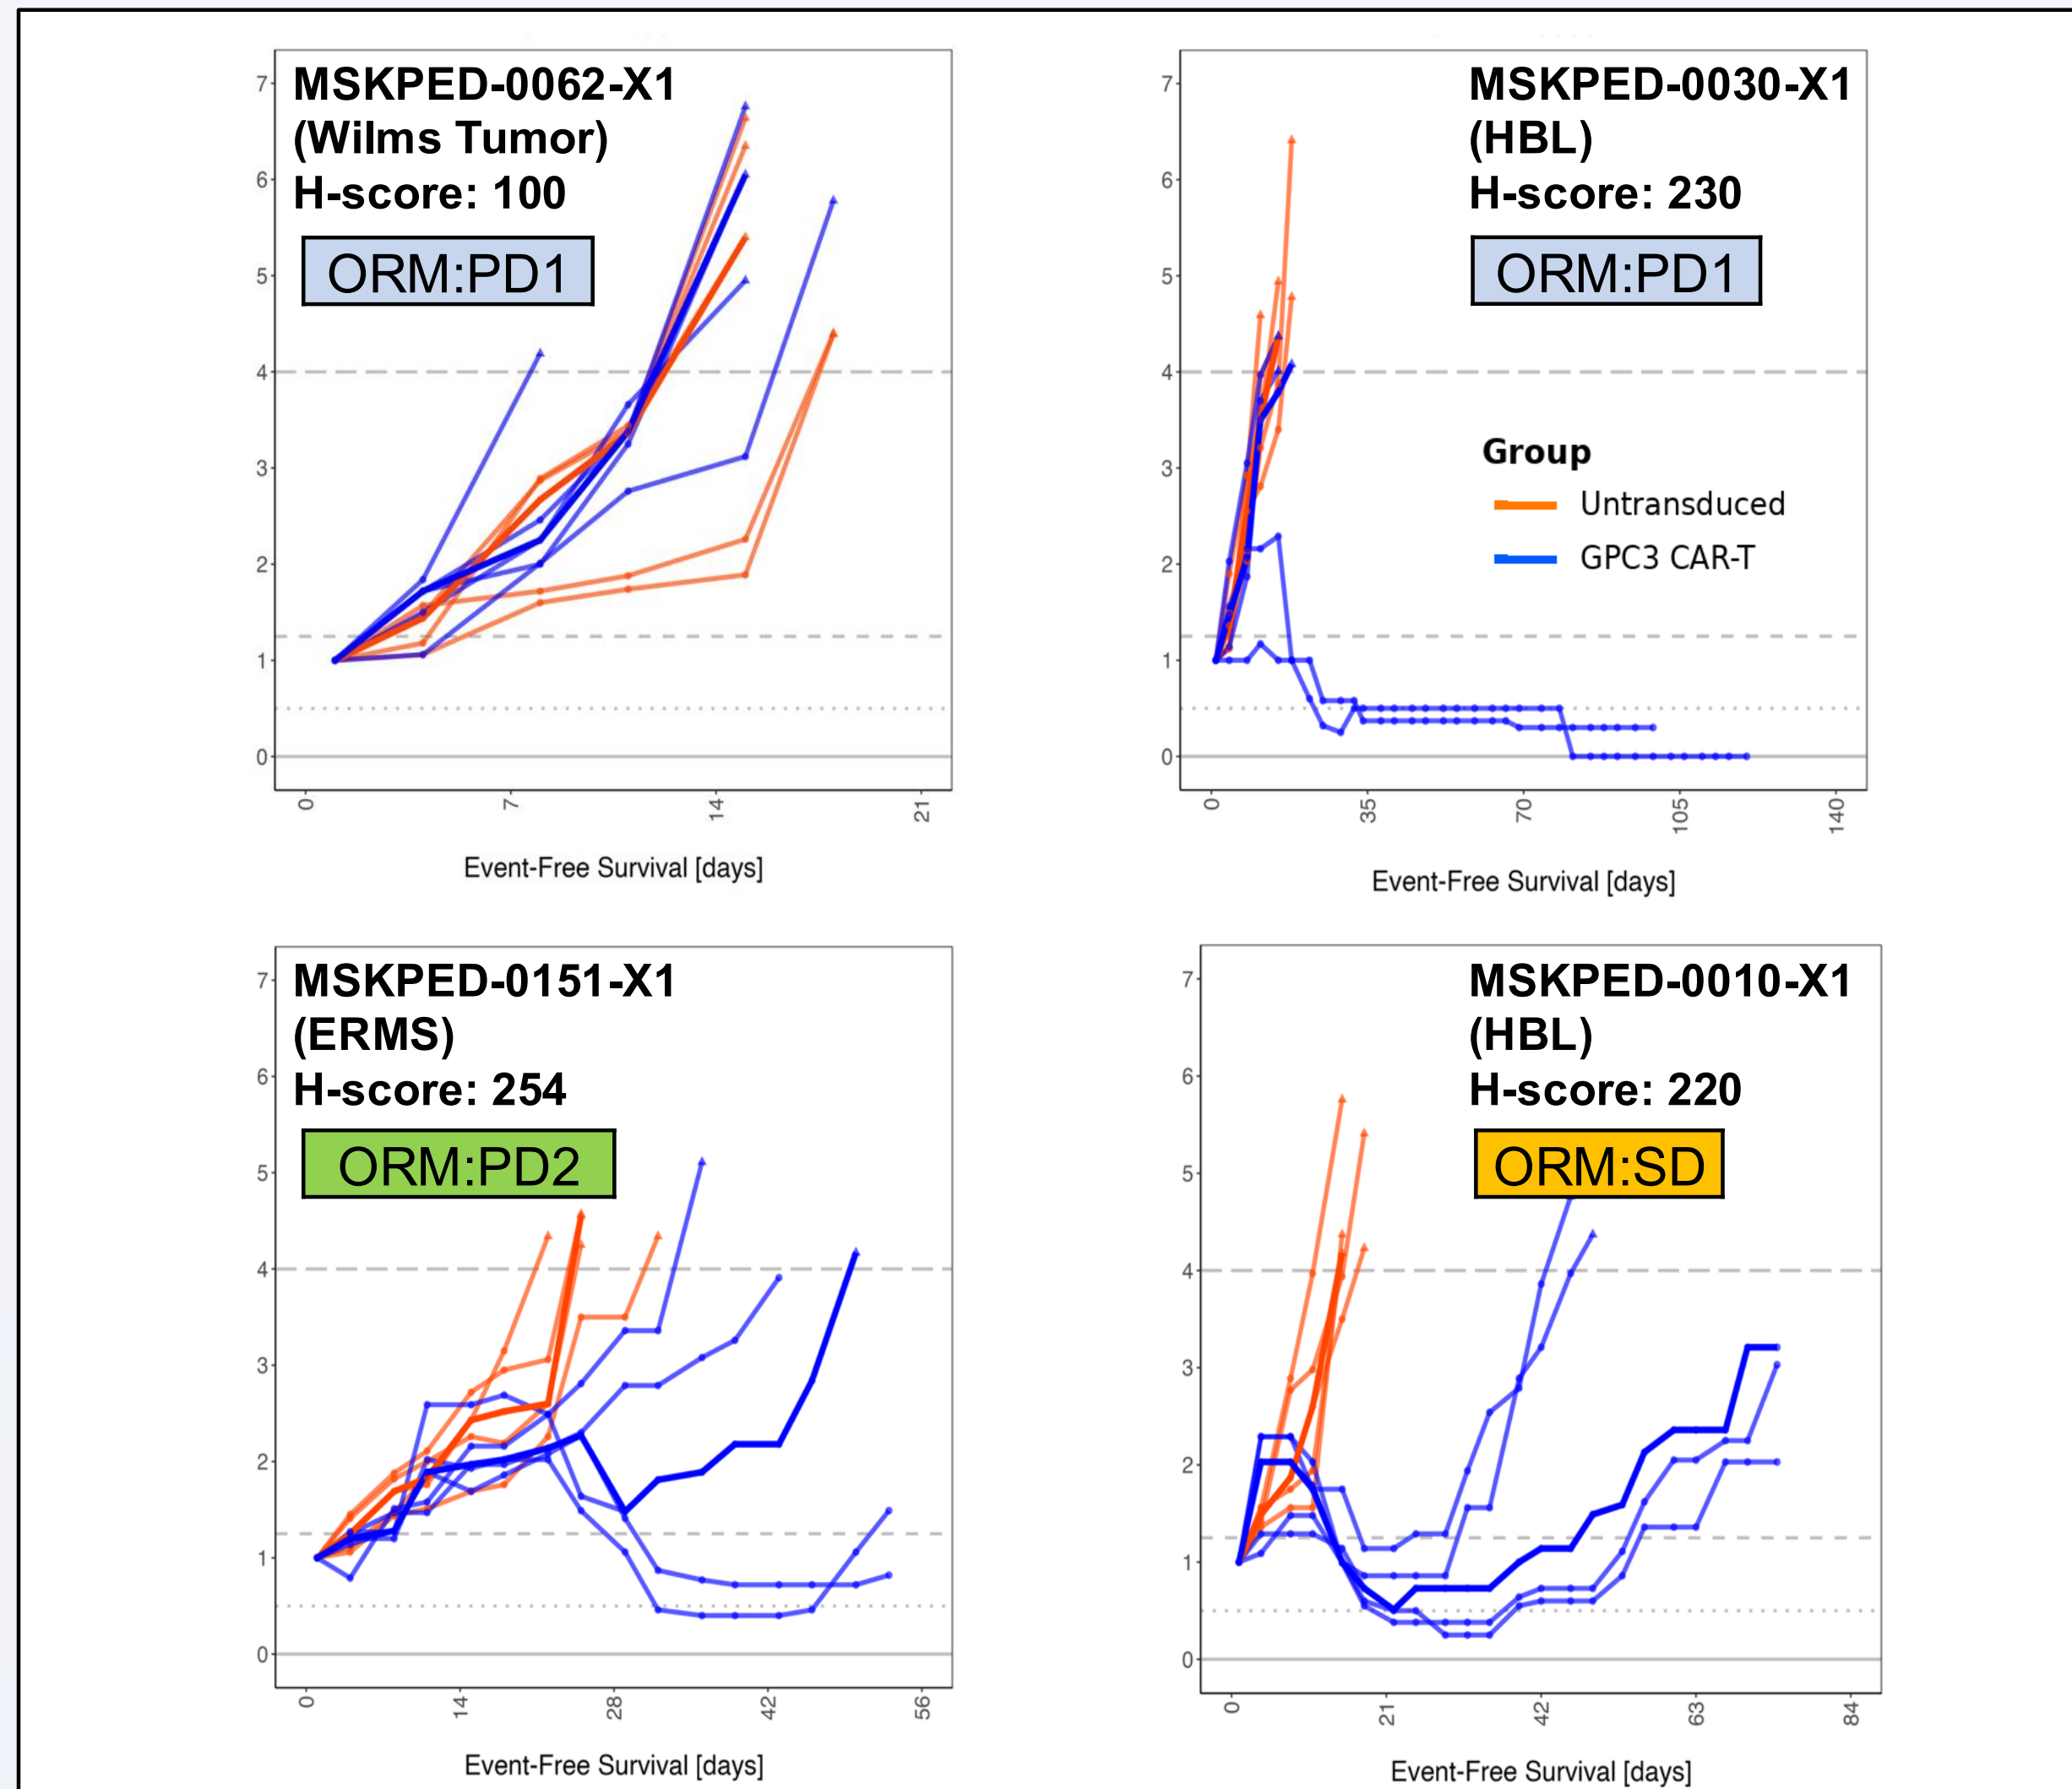 MSKPED-0062-X1
(Wilms Tumor)
H-score: 100
ORM:PD1
7
6
5
4
3
2
1
0
0
7
14
21
Event-Free Survival [days]
MSKPED-0030-X1
(HBL)
H-score: 230
ORM:PD1
Group
Untransduced
GPC3 CAR-T
7
6
5
4
3
2
1
0
0
35
70
105
140
Event-Free Survival [days]
MSKPED-0151-X1
(ERMS)
H-score: 254
ORM:PD2
7
6
5
4
3
2
1
0
0
14
28
42
56
Event-Free Survival [days]
MSKPED-0010-X1
(HBL)
H-score: 220
ORM:SD
7
6
5
4
3
2
1
0
0
21
42
63
84
Event-Free Survival [days]